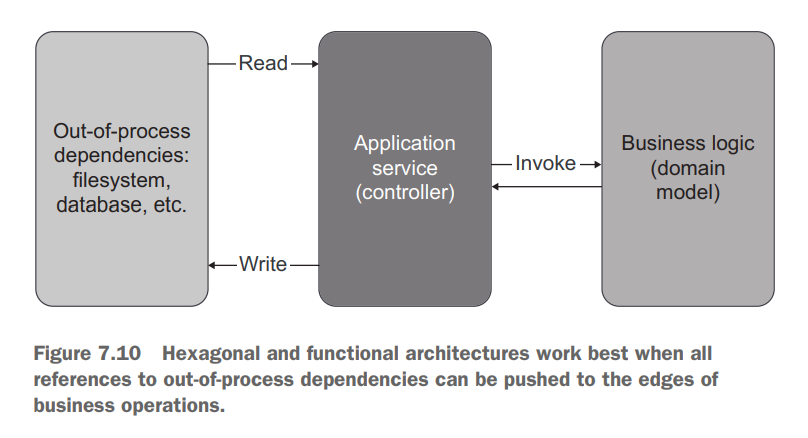 Read
Out-of-process
dependencies:
filesystem,
database, etc.
Application
service
(controller)
Invoke
Business logic
(domain
model)
Write
Figure 7.10 Hexagonal and functional architectures work best when all
references to out-of-process dependencies can be pushed to the edges of
business operations.